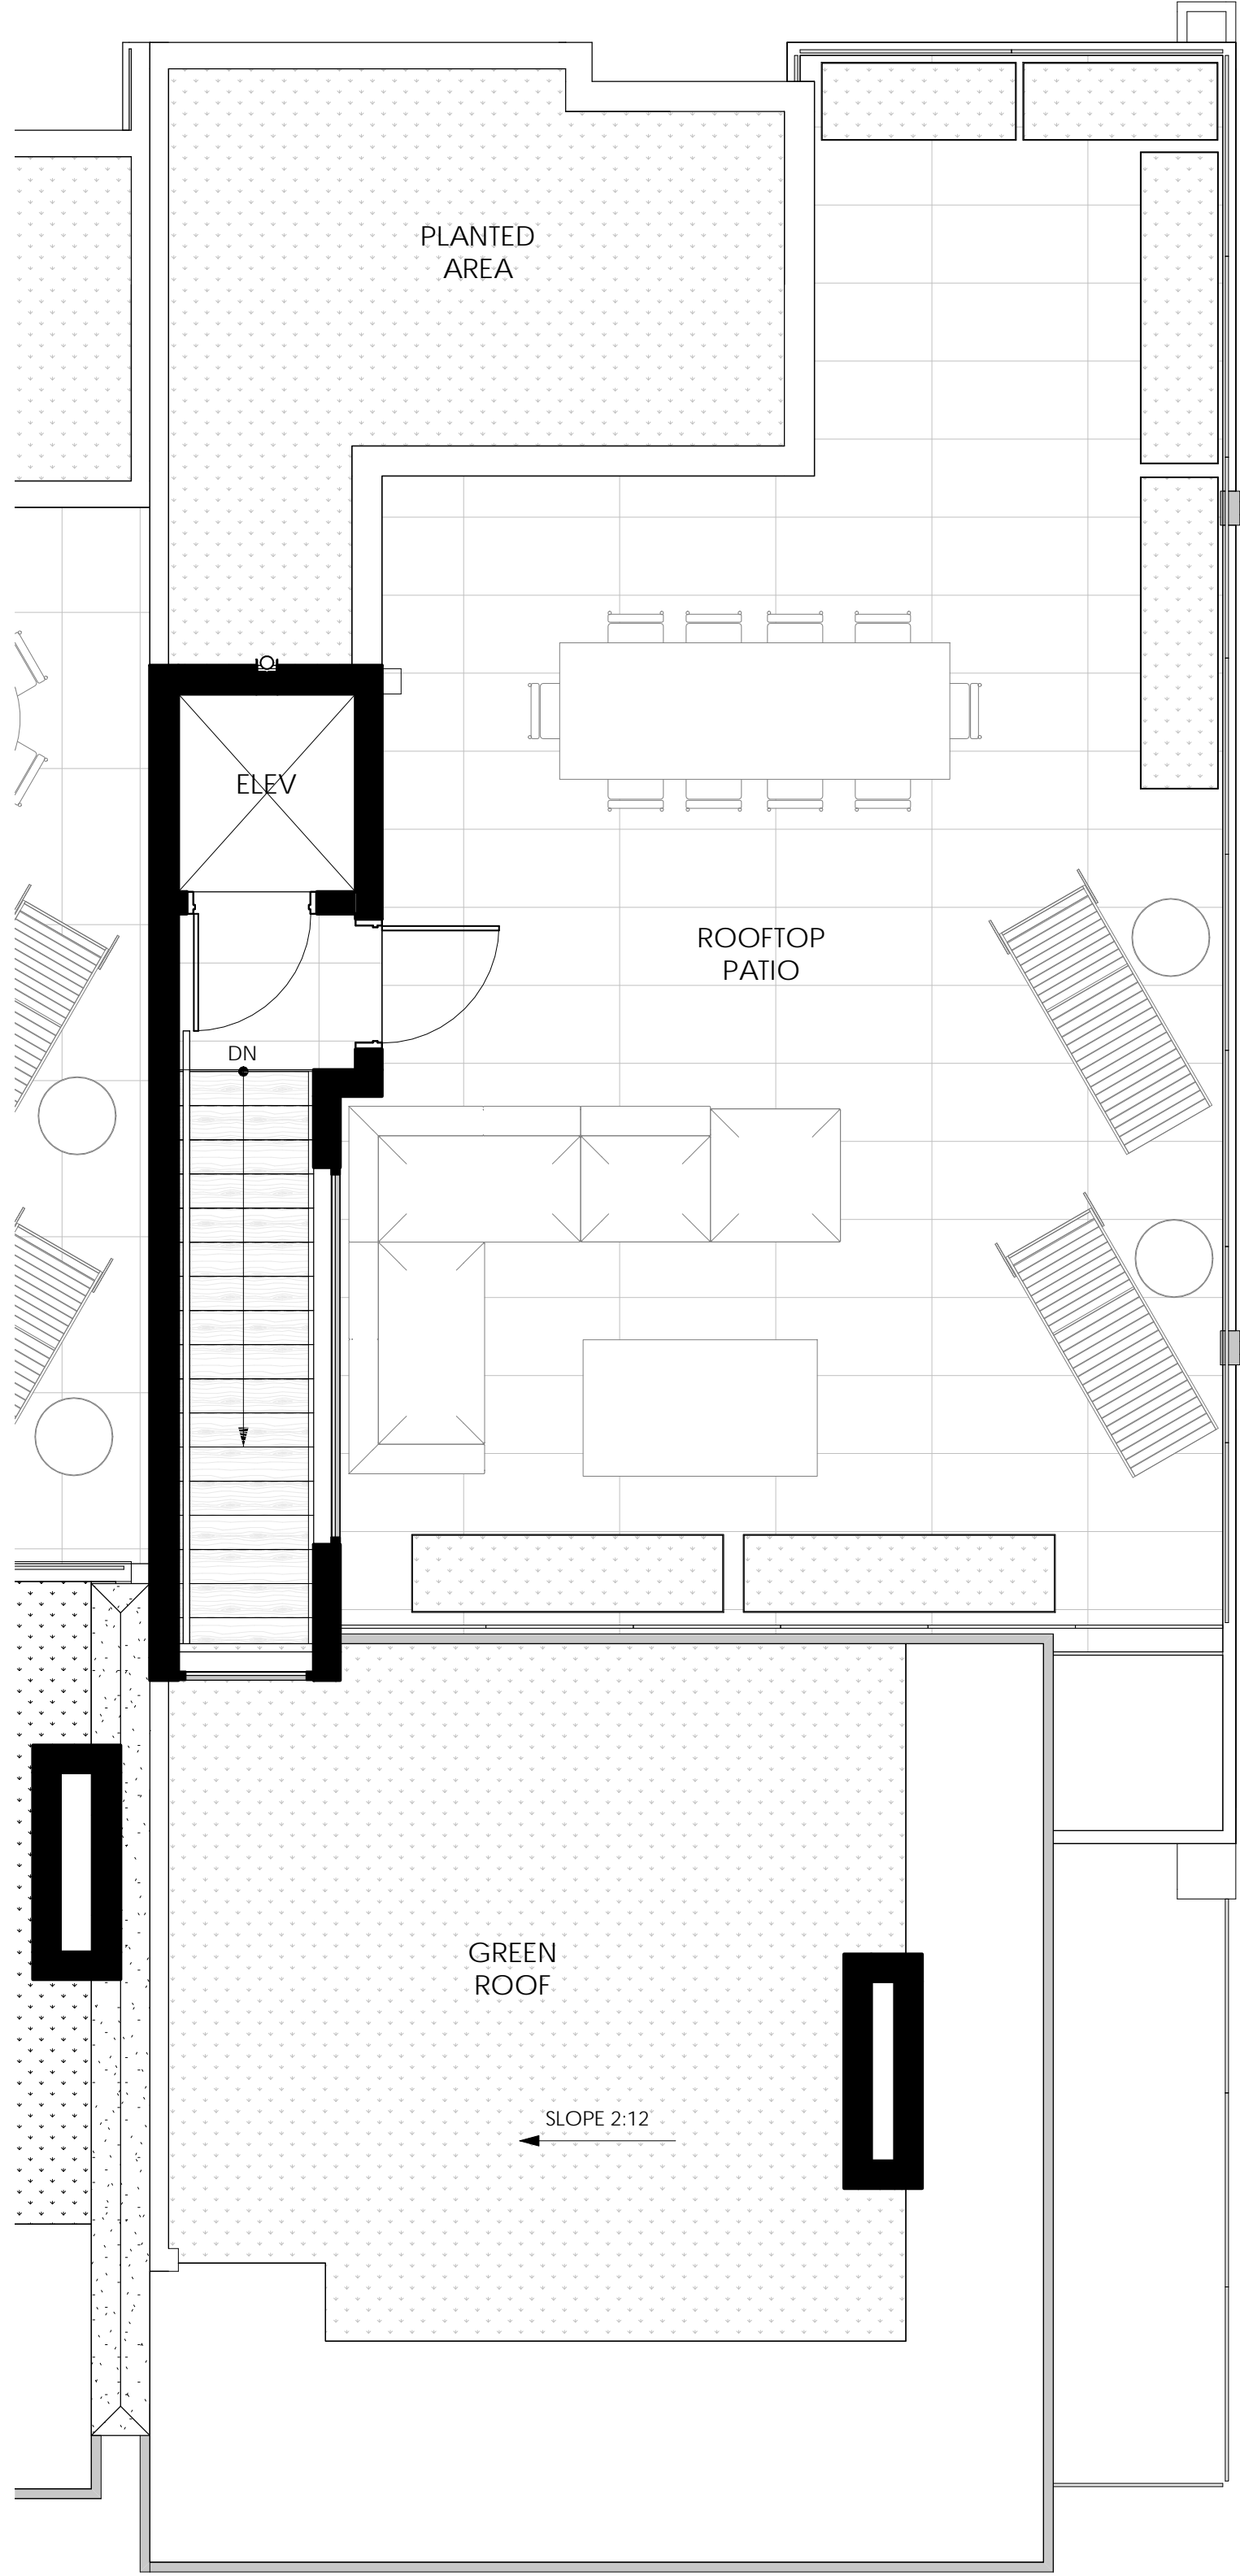 PLANTED
AREA
ELEV
ROOFTOP
PATIO
DN
GREEN
ROOF
SLOPE 2:12